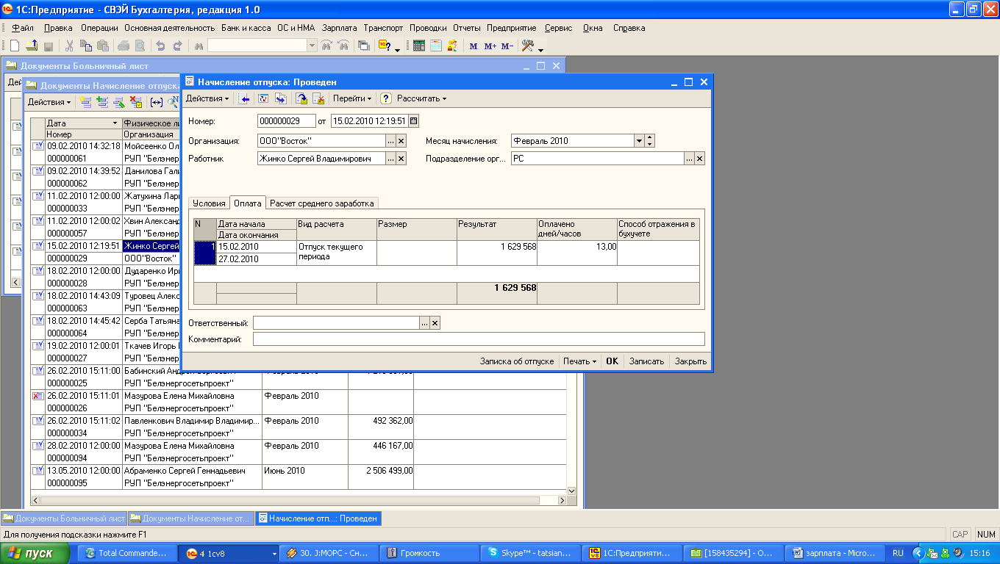 1С:Предприятие - СВЭЙ Бухгалтерия, редакция 1.0
Файл Правка Операции Основная деятельность Банк и касса ОС и НМА Зарплата Транспорт Проводки Отчеты Предприятие Сервис Окна Справка
M M+ M-
Документы Больничный лист
Документы Начисление отпуска
Действия
Начисление отпуска: Проведен
Действия Перейти ? Рассчитать
Номер: 000000029 от 15.02.2010 12:19:51
Организация: ООО"Восток" Месяц начисления: Февраль 2010
Работник Жинко Сергей Владимирович Подразделение орг... РС
Условия Оплата Расчет среднего заработка
N Дата начала Вид расчета Размер Результат Оплачено дней/часов Способ отражения в бухучете
Дата окончания
1 15.02.2010 Отпуск текущего периода 1 629 568 13,00
27.02.2010
1 629 568
Ответственный:
Комментарий:
Записка об отпуске Печать OK Записать Закрыть
Дата Физическое ли
Номер Организация
09.02.2010 14:32:18 Моисеенко Ол
000000061 РУП "Белэнер
09.02.2010 14:39:52 Данилова Гали
000000062 РУП "Белэнер
11.02.2010 12:00:00 Жатухина Лари
000000033 РУП "Белэнер
11.02.2010 12:00:02 Хвин Александ
000000057 РУП "Белэнер
15.02.2010 12:19:51 Жинко Сергей
000000029 ООО"Восток"
18.02.2010 12:00:00 Дударенко Ири
000000028 РУП "Белэнер
18.02.2010 14:43:09 Туровец Алекс
000000063 РУП "Белэнер
18.02.2010 14:45:42 Серба Татьяна
000000064 РУП "Белэнер
19.02.2010 12:00:01 Ткачев Игорь
000000027 РУП "Белэнер
26.02.2010 15:11:00 Бабинский Андрей
000000025 РУП "Белэнергосетьпроект"
26.02.2010 15:11:01 Мазурова Елена Михайловна Февраль 2010
000000026 РУП "Белэнергосетьпроект"
26.02.2010 15:11:02 Павленкович Владимир Владимир... Февраль 2010 492 362,00
000000034 РУП "Белэнергосетьпроект"
28.02.2010 12:00:00 Мазурова Елена Михайловна Февраль 2010 446 167,00
000000094 РУП "Белэнергосетьпроект"
13.05.2010 12:00:00 Абраменко Сергей Геннадьевич Июнь 2010 2 506 499,00
000000095 РУП "Белэнергосетьпроект"
Документы Больничный лист Документы Начисление от... Начисление отп...: Проведен
Для получения подсказки нажмите F1 CAP NUM
пуск Total Commande... 4 1cv8 30. J:МОРС - Сн... Громкость Skype™ - tatsian... 1С:Предприяти... [158435294] - О... зарплата - Micro... RU 15:16